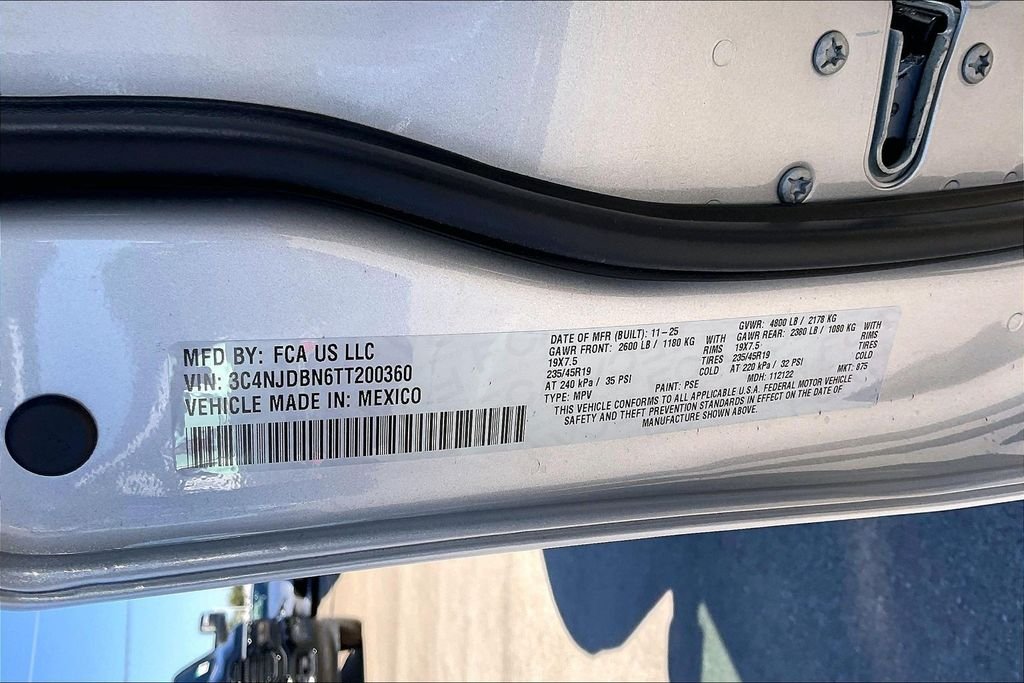 MFD BY: FCA US LLC
VIN: 3C4NJDBN6TT200360
VEHICLE MADE IN: MEXICO
DATE OF MFR (BUILT): 11-25
GAWR FRONT: 2600 LB / 1180 KG WITH
19X7.5 RIMS
235/45R19 TIRES
AT 240 kPa / 35 PSI COLD
TYPE: MPV PAINT: PSE
GVWR: 4800 LB / 2178 KG
GAWR REAR: 2380 LB / 1080 KG WITH
19X7.5 RIMS
235/45R19 TIRES
AT 220 kPa / 32 PSI COLD
MDH: 112122 MKT: 875
THIS VEHICLE CONFORMS TO ALL APPLICABLE U.S.A. FEDERAL MOTOR VEHICLE
SAFETY AND THEFT PREVENTION STANDARDS IN EFFECT ON THE DATE OF
MANUFACTURE SHOWN ABOVE.